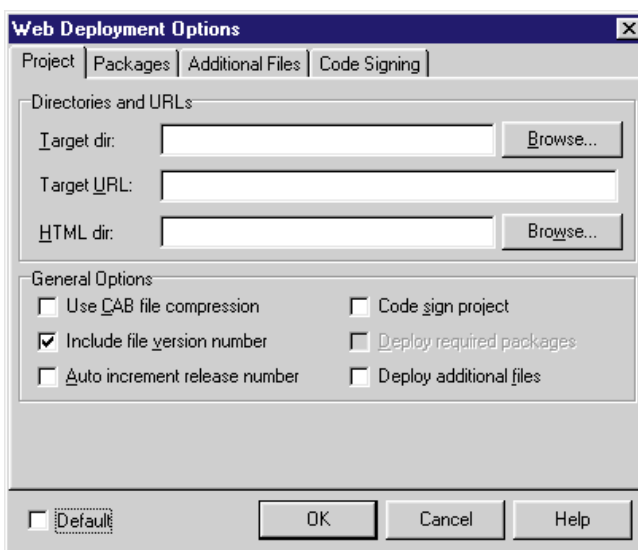 Web Deployment Options
Project Packages Additional Files Code Signing
Directories and URLs
Target dir: Browse...
Target URL:
HTML dir: Browse...
General Options
Use CAB file compression Code sign project
Include file version number Deploy required packages
Auto increment release number Deploy additional files
Default OK Cancel Help